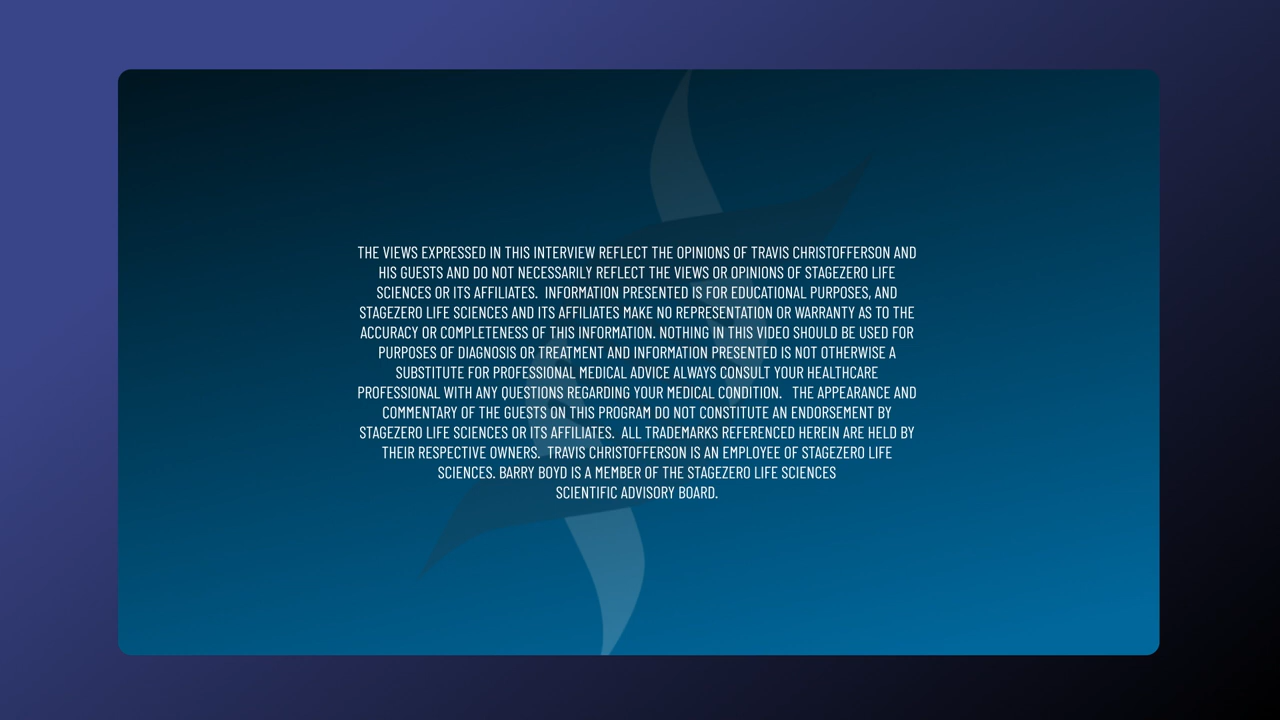 THE VIEWS EXPRESSED IN THIS INTERVIEW REFLECT THE OPINIONS OF TRAVIS CHRISTOFFERSON AND
HIS GUESTS AND DO NOT NECESSARILY REFLECT THE VIEWS OR OPINIONS OF STAGEZERO LIFE
SCIENCES OR ITS AFFILIATES.  INFORMATION PRESENTED IS FOR EDUCATIONAL PURPOSES, AND
STAGEZERO LIFE SCIENCES AND ITS AFFILIATES MAKE NO REPRESENTATION OR WARRANTY AS TO THE
ACCURACY OR COMPLETENESS OF THIS INFORMATION. NOTHING IN THIS VIDEO SHOULD BE USED FOR
PURPOSES OF DIAGNOSIS OR TREATMENT AND INFORMATION PRESENTED IS NOT OTHERWISE A
SUBSTITUTE FOR PROFESSIONAL MEDICAL ADVICE ALWAYS CONSULT YOUR HEALTHCARE
PROFESSIONAL WITH ANY QUESTIONS REGARDING YOUR MEDICAL CONDITION.   THE APPEARANCE AND
COMMENTARY OF THE GUESTS ON THIS PROGRAM DO NOT CONSTITUTE AN ENDORSEMENT BY
STAGEZERO LIFE SCIENCES OR ITS AFFILIATES.  ALL TRADEMARKS REFERENCED HEREIN ARE HELD BY
THEIR RESPECTIVE OWNERS.  TRAVIS CHRISTOFFERSON IS AN EMPLOYEE OF STAGEZERO LIFE
SCIENCES. BARRY BOYD IS A MEMBER OF THE STAGEZERO LIFE SCIENCES
SCIENTIFIC ADVISORY BOARD.